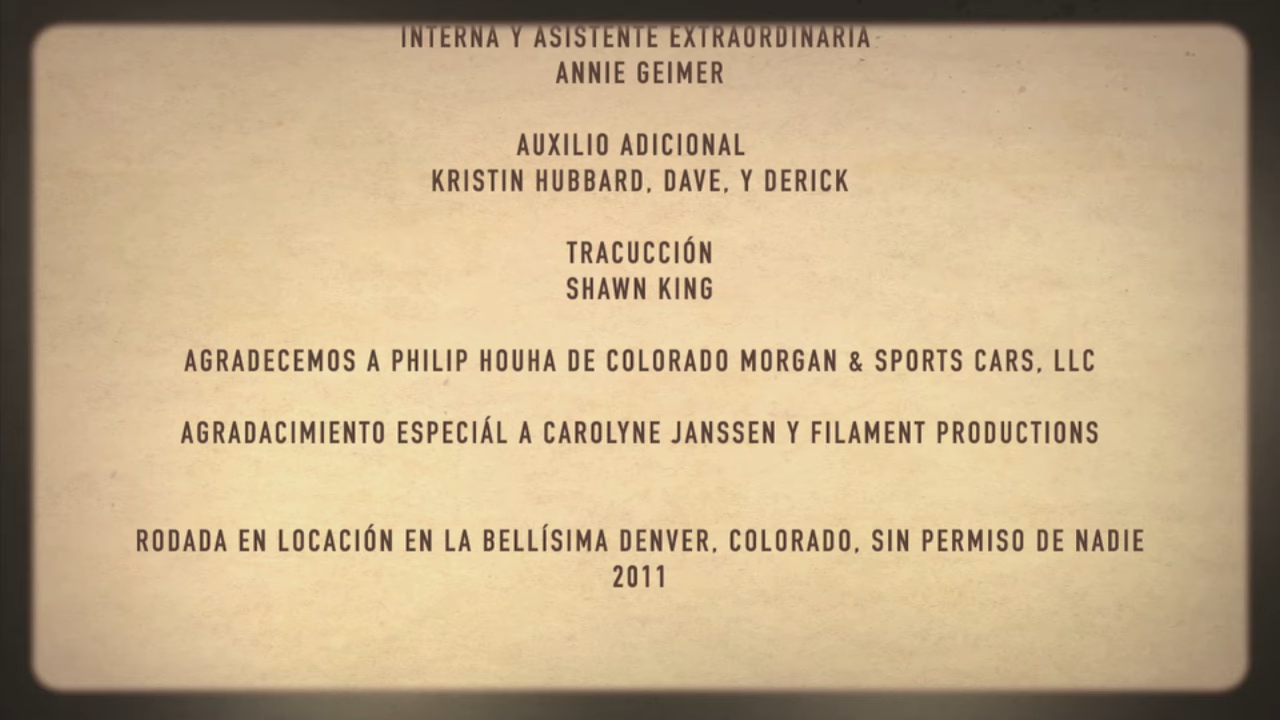 INTERNA Y ASISTENTE EXTRAORDINARIA
ANNIE GEIMER
AUXILIO ADICIONAL
KRISTIN HUBBARD, DAVE, Y DERICK
TRACUCCIÓN
SHAWN KING
AGRADECEMOS A PHILIP HOUHA DE COLORADO MORGAN & SPORTS CARS, LLC
AGRADACIMIENTO ESPECIÁL A CAROLYNE JANSSEN Y FILAMENT PRODUCTIONS
RODADA EN LOCACIÓN EN LA BELLÍSIMA DENVER, COLORADO, SIN PERMISO DE NADIE
2011